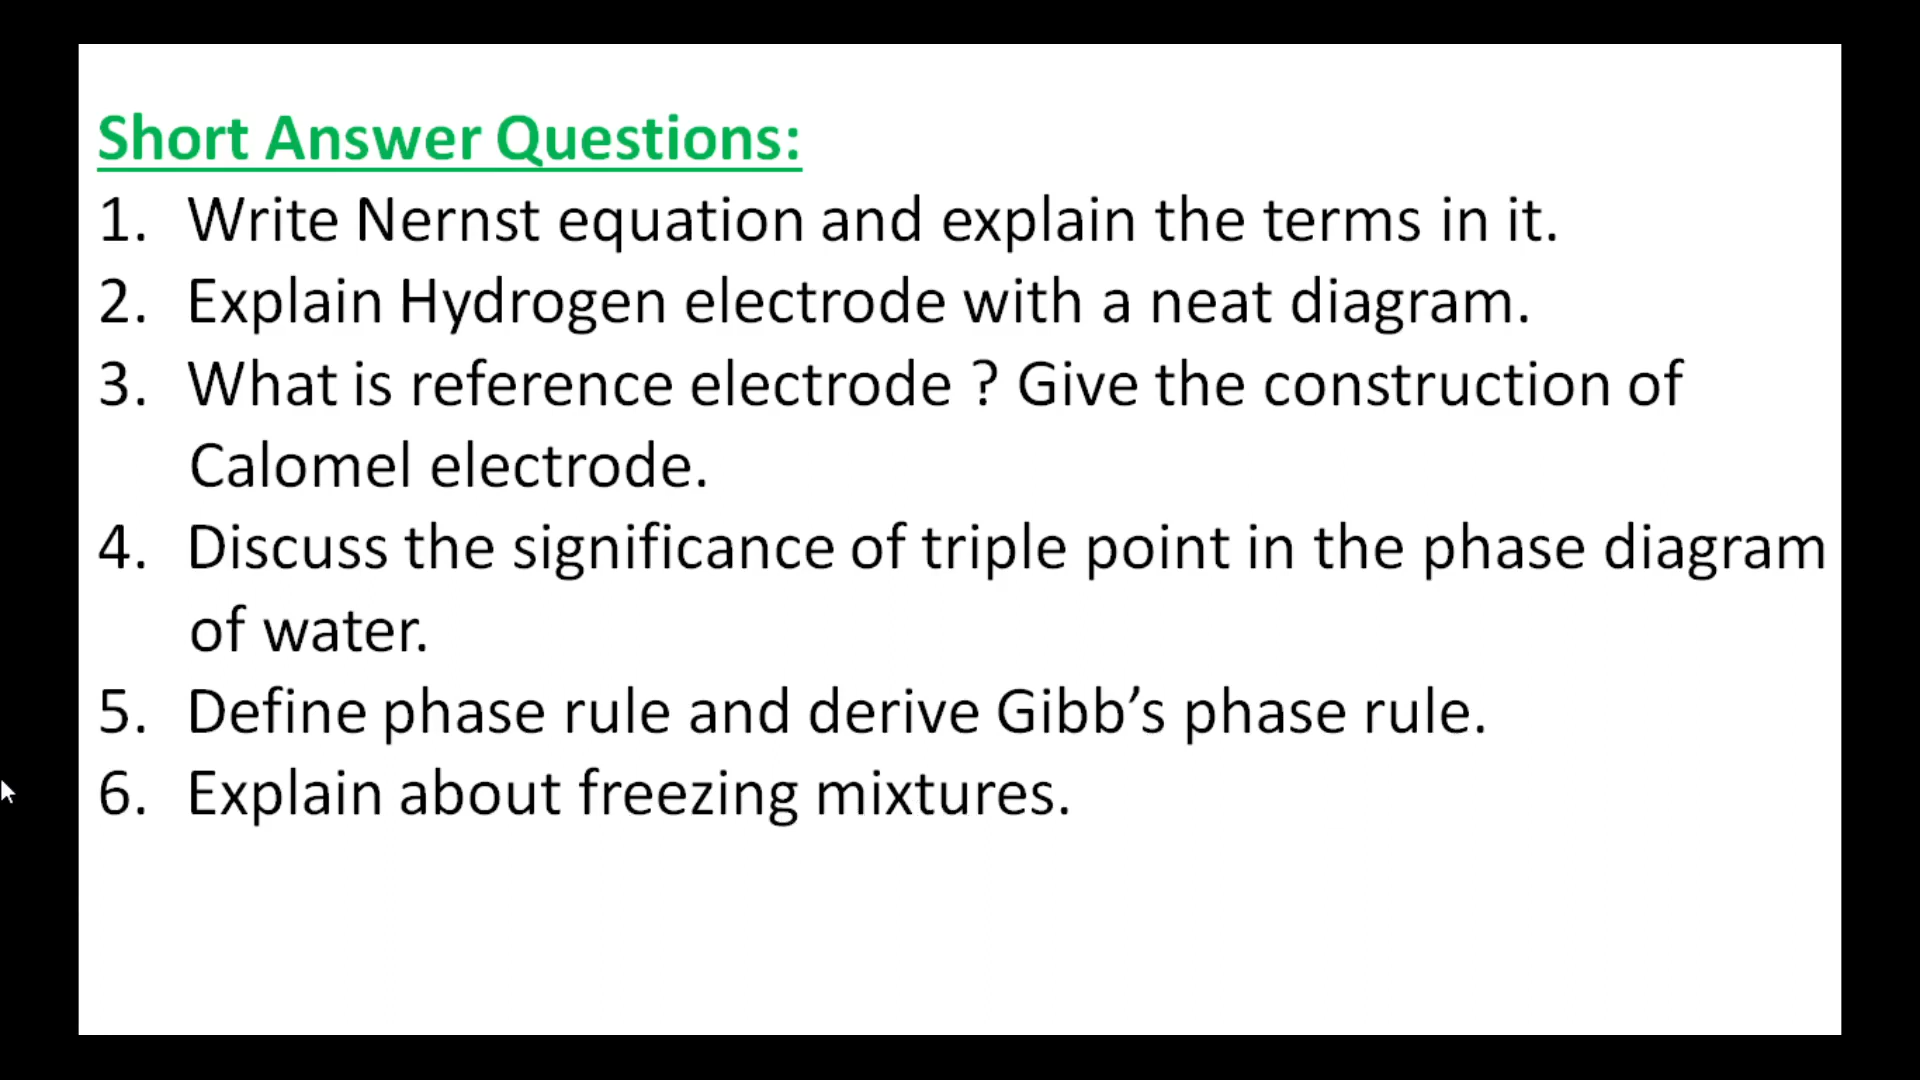 Short Answer Questions:
1. Write Nernst equation and explain the terms in it.
2. Explain Hydrogen electrode with a neat diagram.
3. What is reference electrode ? Give the construction of
Calomel electrode.
4. Discuss the significance of triple point in the phase diagram
of water.
5. Define phase rule and derive Gibb’s phase rule.
6. Explain about freezing mixtures.